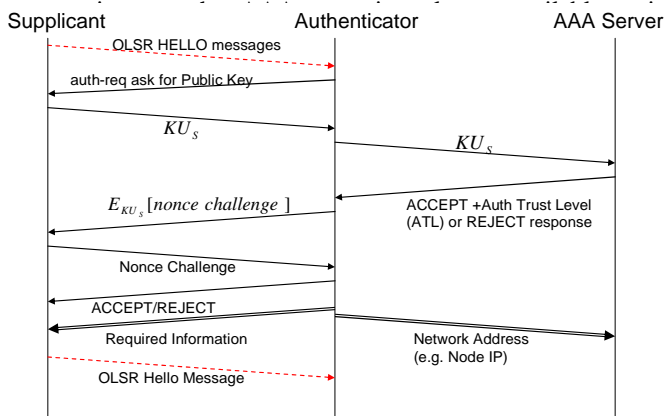 Supplicant Authenticator AAA Server
OLSR HELLO messages
auth-req ask for Public Key
KU_S
KU_S
E_{KU_S}[nonce challenge ]
ACCEPT +Auth Trust Level
(ATL) or REJECT response
Nonce Challenge
ACCEPT/REJECT
Required Information
Network Address
(e.g. Node IP)
OLSR Hello Message